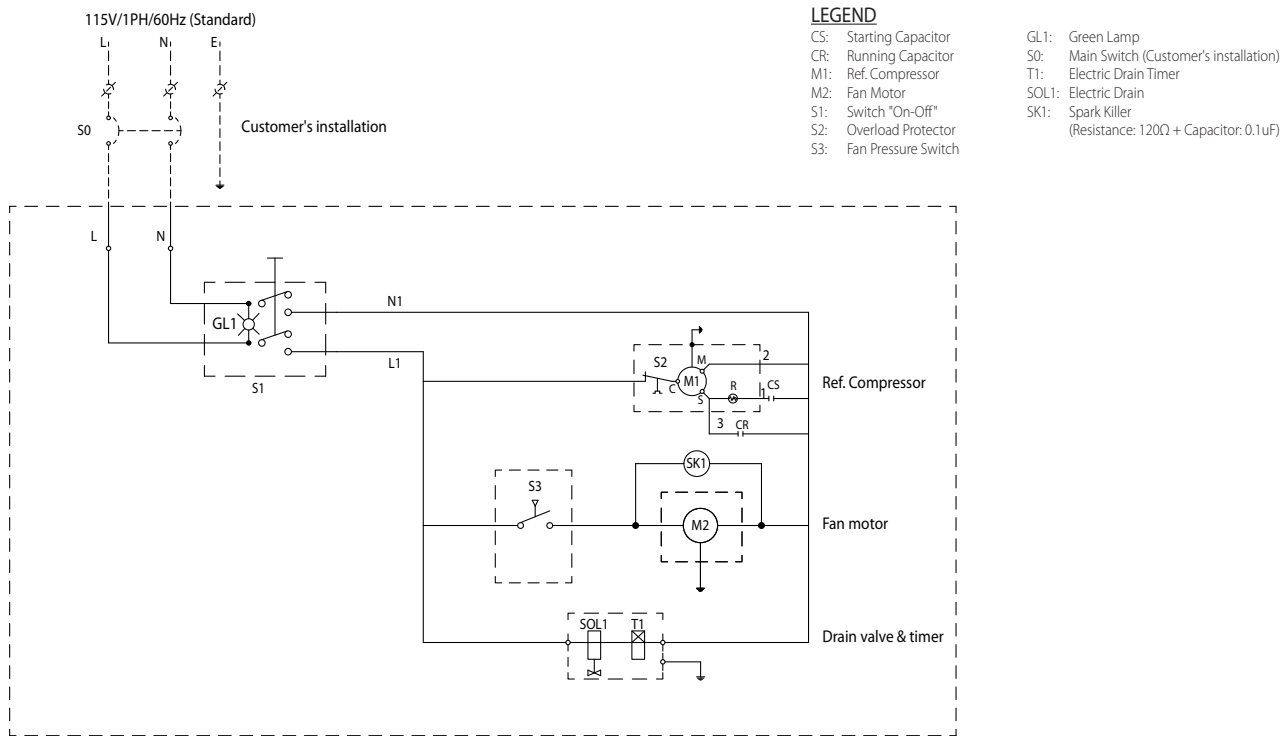 115V/1PH/60Hz (Standard)
L N E
S0
Customer's installation
LEGEND
CS: Starting Capacitor
CR: Running Capacitor
M1: Ref. Compressor
M2: Fan Motor
S1: Switch "On-Off"
S2: Overload Protector
S3: Fan Pressure Switch
GL1: Green Lamp
S0: Main Switch (Customer's installation)
T1: Electric Drain Timer
SOL1: Electric Drain
SK1: Spark Killer
(Resistance: 120Ω + Capacitor: 0.1uF)
L N
GL1
S1
N1
L1
S2 M 2
C M1
R 1 CS
S
3 CR
Ref. Compressor
SK1
S3
M2
Fan motor
SOL1 T1
Drain valve & timer